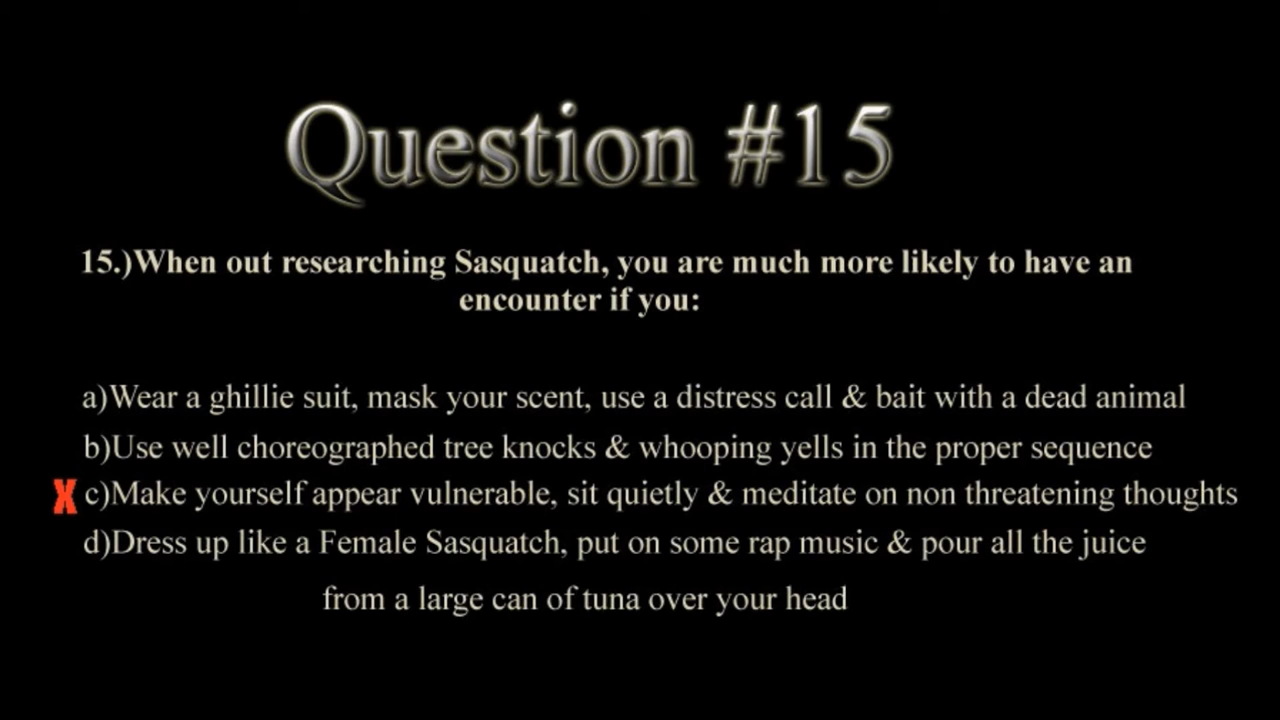 Question #15
15.)When out researching Sasquatch, you are much more likely to have an
encounter if you:
a)Wear a ghillie suit, mask your scent, use a distress call & bait with a dead animal
b)Use well choreographed tree knocks & whooping yells in the proper sequence
X c)Make yourself appear vulnerable, sit quietly & meditate on non threatening thoughts
d)Dress up like a Female Sasquatch, put on some rap music & pour all the juice
from a large can of tuna over your head